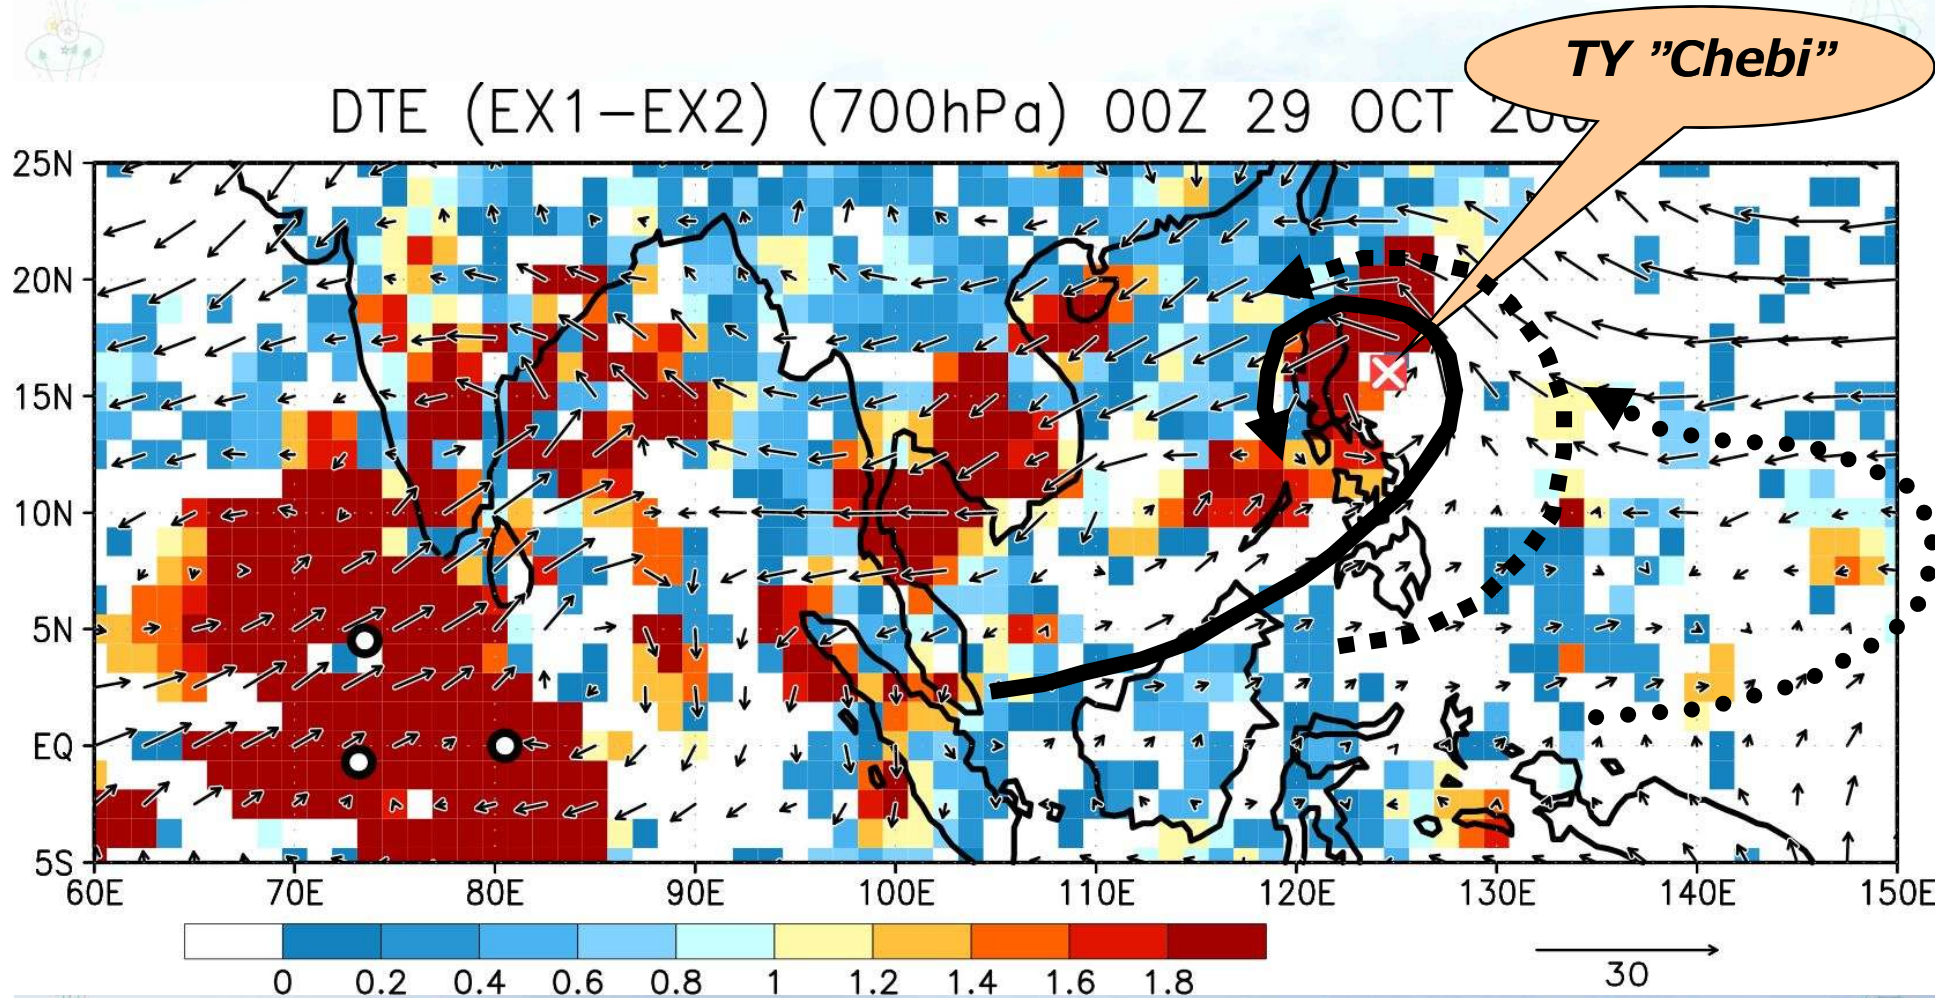 TY ”Chebi”
DTE (EX1−EX2) (700hPa) 00Z 29 OCT
25N
20N
15N
10N
5N
EQ
5S
60E 70E 80E 90E 100E 110E 120E 130E 140E 150E
0 0.2 0.4 0.6 0.8 1 1.2 1.4 1.6 1.8
30